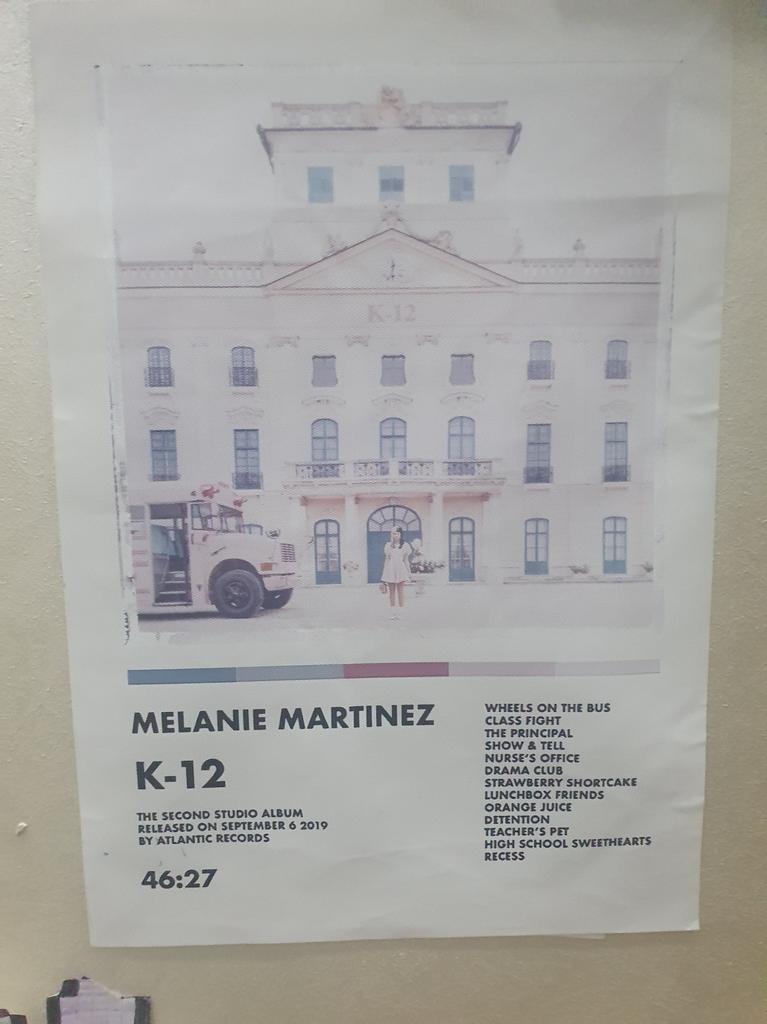 K-12
MELANIE MARTINEZ
K-12
THE SECOND STUDIO ALBUM
RELEASED ON SEPTEMBER 6 2019
BY ATLANTIC RECORDS
46:27
WHEELS ON THE BUS
CLASS FIGHT
THE PRINCIPAL
SHOW & TELL
NURSE'S OFFICE
DRAMA CLUB
STRAWBERRY SHORTCAKE
LUNCHBOX FRIENDS
ORANGE JUICE
DETENTION
TEACHER'S PET
HIGH SCHOOL SWEETHEARTS
RECESS